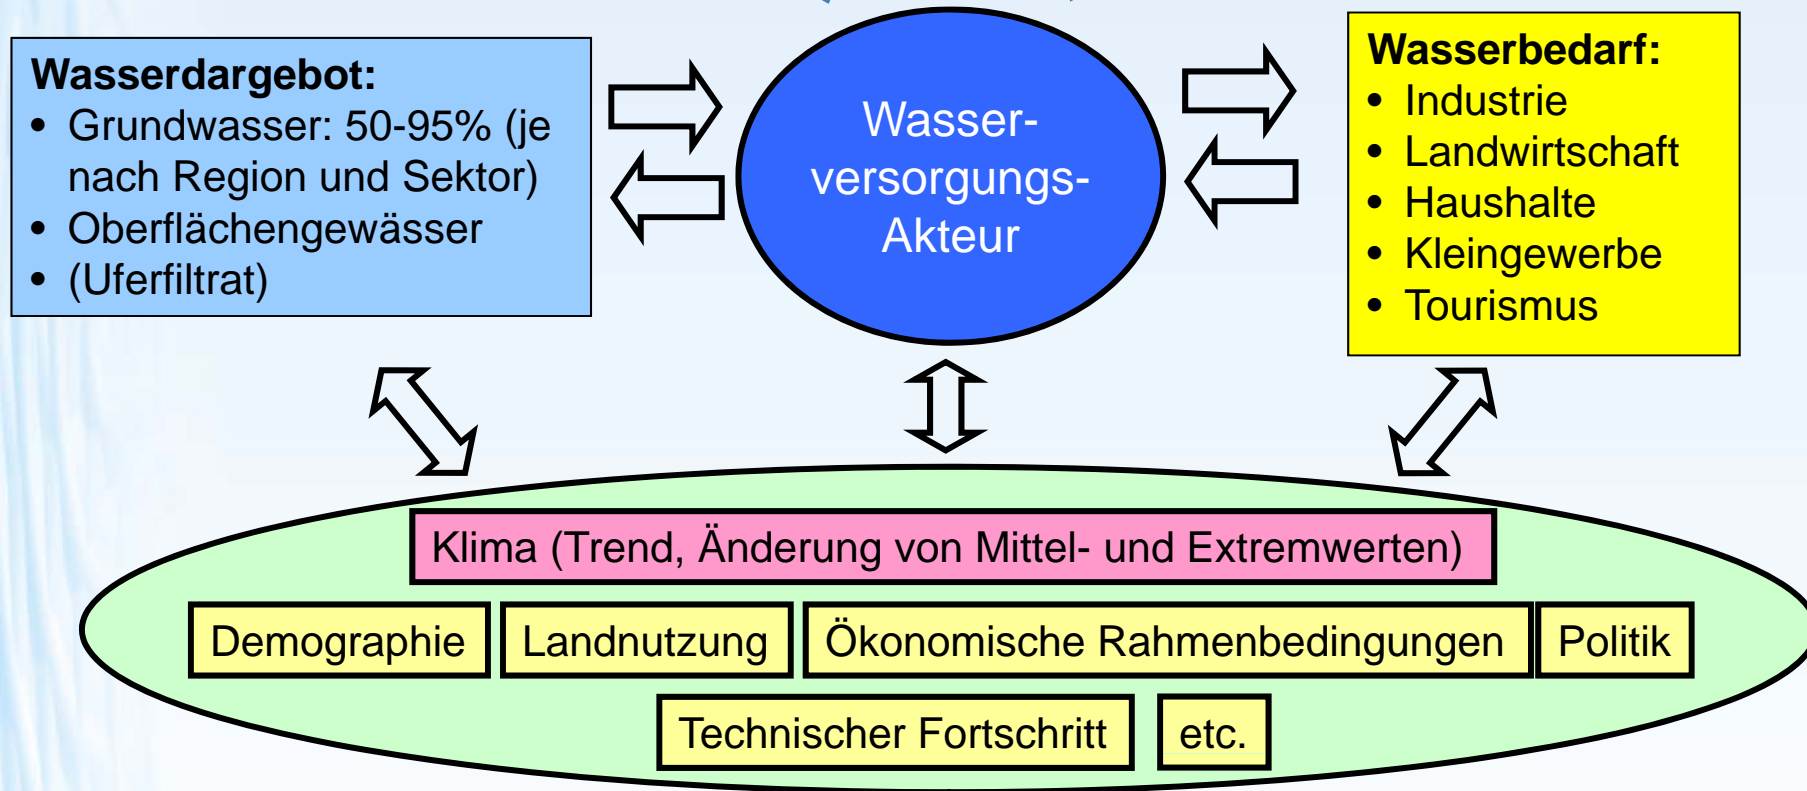 Wasserdargebot:
• Grundwasser: 50-95% (je
nach Region und Sektor)
• Oberflächengewässer
• (Uferfiltrat)
Wasser-
versorgungs-
Akteur
Wasserbedarf:
• Industrie
• Landwirtschaft
• Haushalte
• Kleingewerbe
• Tourismus
Klima (Trend, Änderung von Mittel- und Extremwerten)
Demographie
Landnutzung
Ökonomische Rahmenbedingungen
Politik
Technischer Fortschritt
etc.